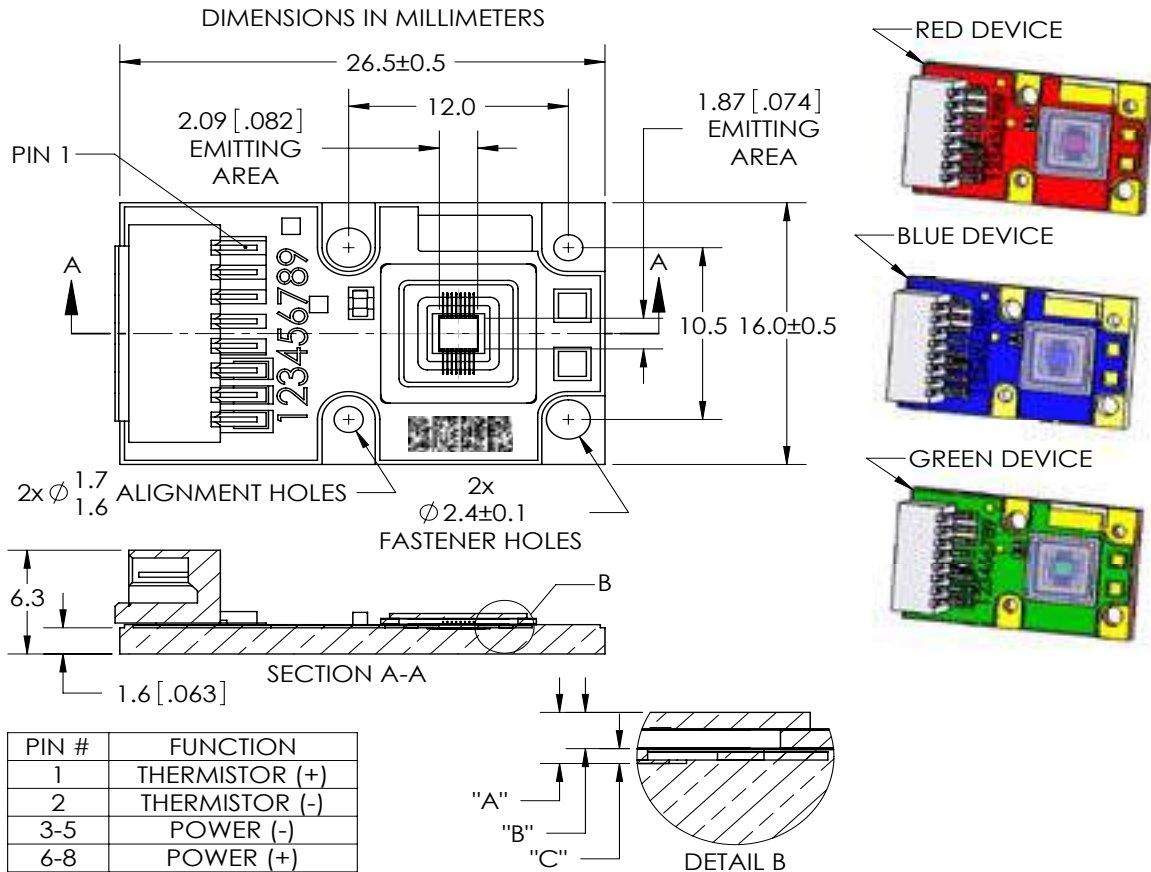 DIMENSIONS IN MILLIMETERS
26.5±0.5
12.0
2.09 [.082]
EMITTING
AREA
1.87 [.074]
EMITTING
AREA
PIN 1
A
A
123456789
10.5
16.0±0.5
2x ⌀ 1.7
1.6
ALIGNMENT HOLES
2x
⌀ 2.4±0.1
FASTENER HOLES
RED DEVICE
BLUE DEVICE
GREEN DEVICE
6.3
B
SECTION A-A
1.6 [.063]
PIN # FUNCTION
1 THERMISTOR (+)
2 THERMISTOR (-)
3-5 POWER (-)
6-8 POWER (+)
"A"
"B"
"C"
DETAIL B